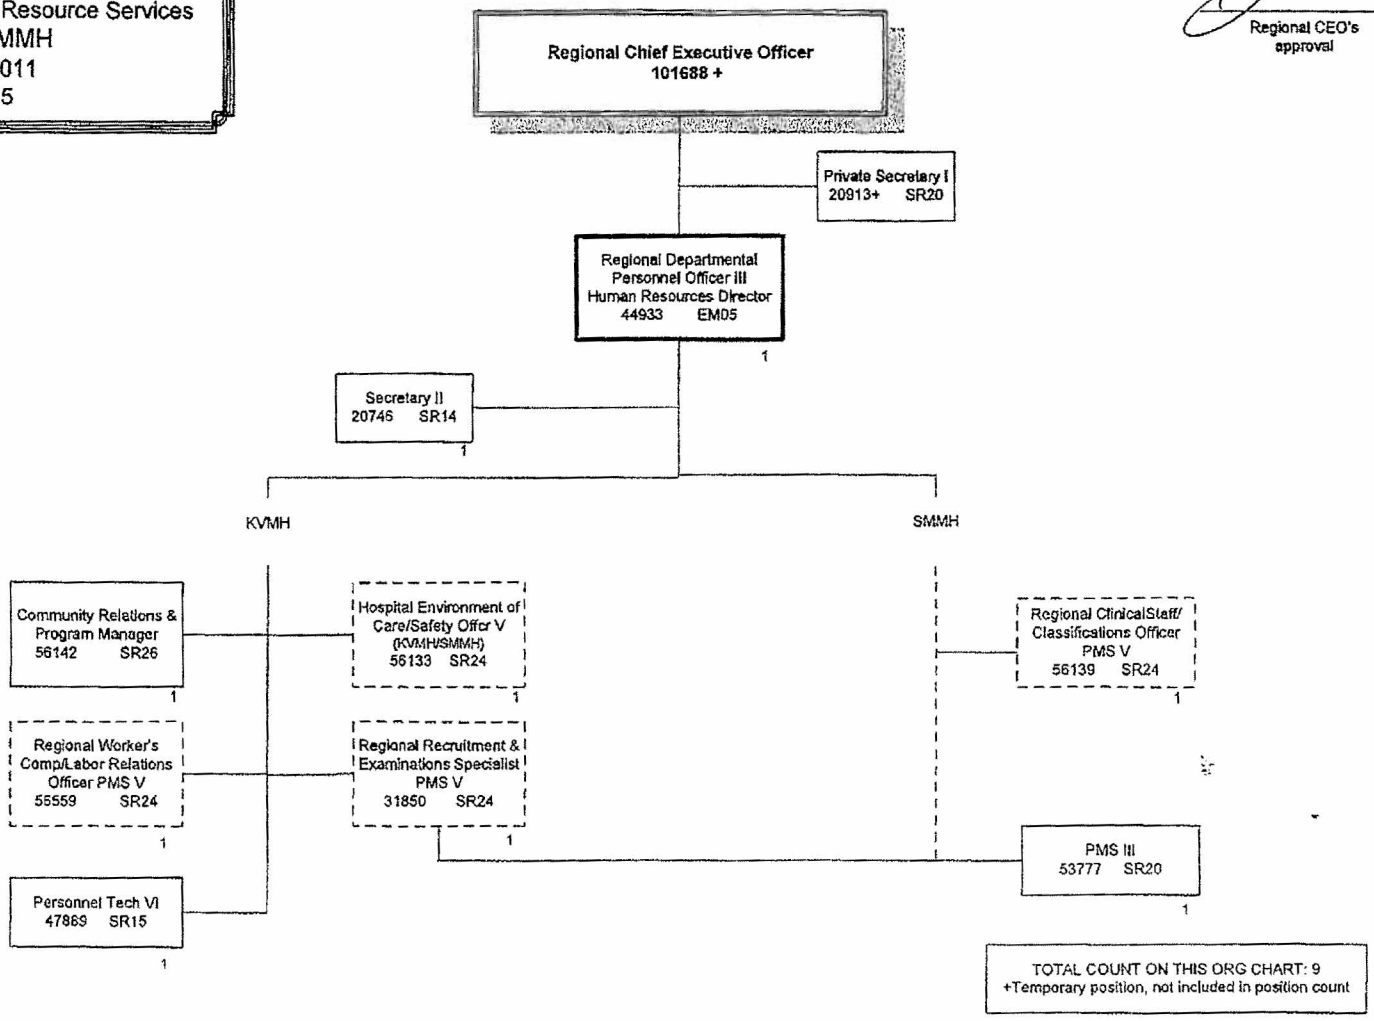 Resource Services
MMH
011
5
Regional CEO's
approval
Regional Chief Executive Officer
101688 +
Private Secretary I
20913+ SR20
Regional Departmental
Personnel Officer III
Human Resources Director
44933 EM05
1
Secretary II
20746 SR14
1
KVMH
SMMH
Community Relations &
Program Manager
56142 SR26
1
Hospital Environment of
Care/Safety Offcr V
(KVMH/SMMH)
56133 SR24
1
Regional ClinicalStaff/
Classifications Officer
PMS V
56139 SR24
1
Regional Worker's
Comp/Labor Relations
Officer PMS V
55559 SR24
1
Regional Recruitment &
Examinations Specialist
PMS V
31850 SR24
1
PMS III
53777 SR20
1
Personnel Tech VI
47869 SR15
1
TOTAL COUNT ON THIS ORG CHART: 9
+Temporary position, not included in position count